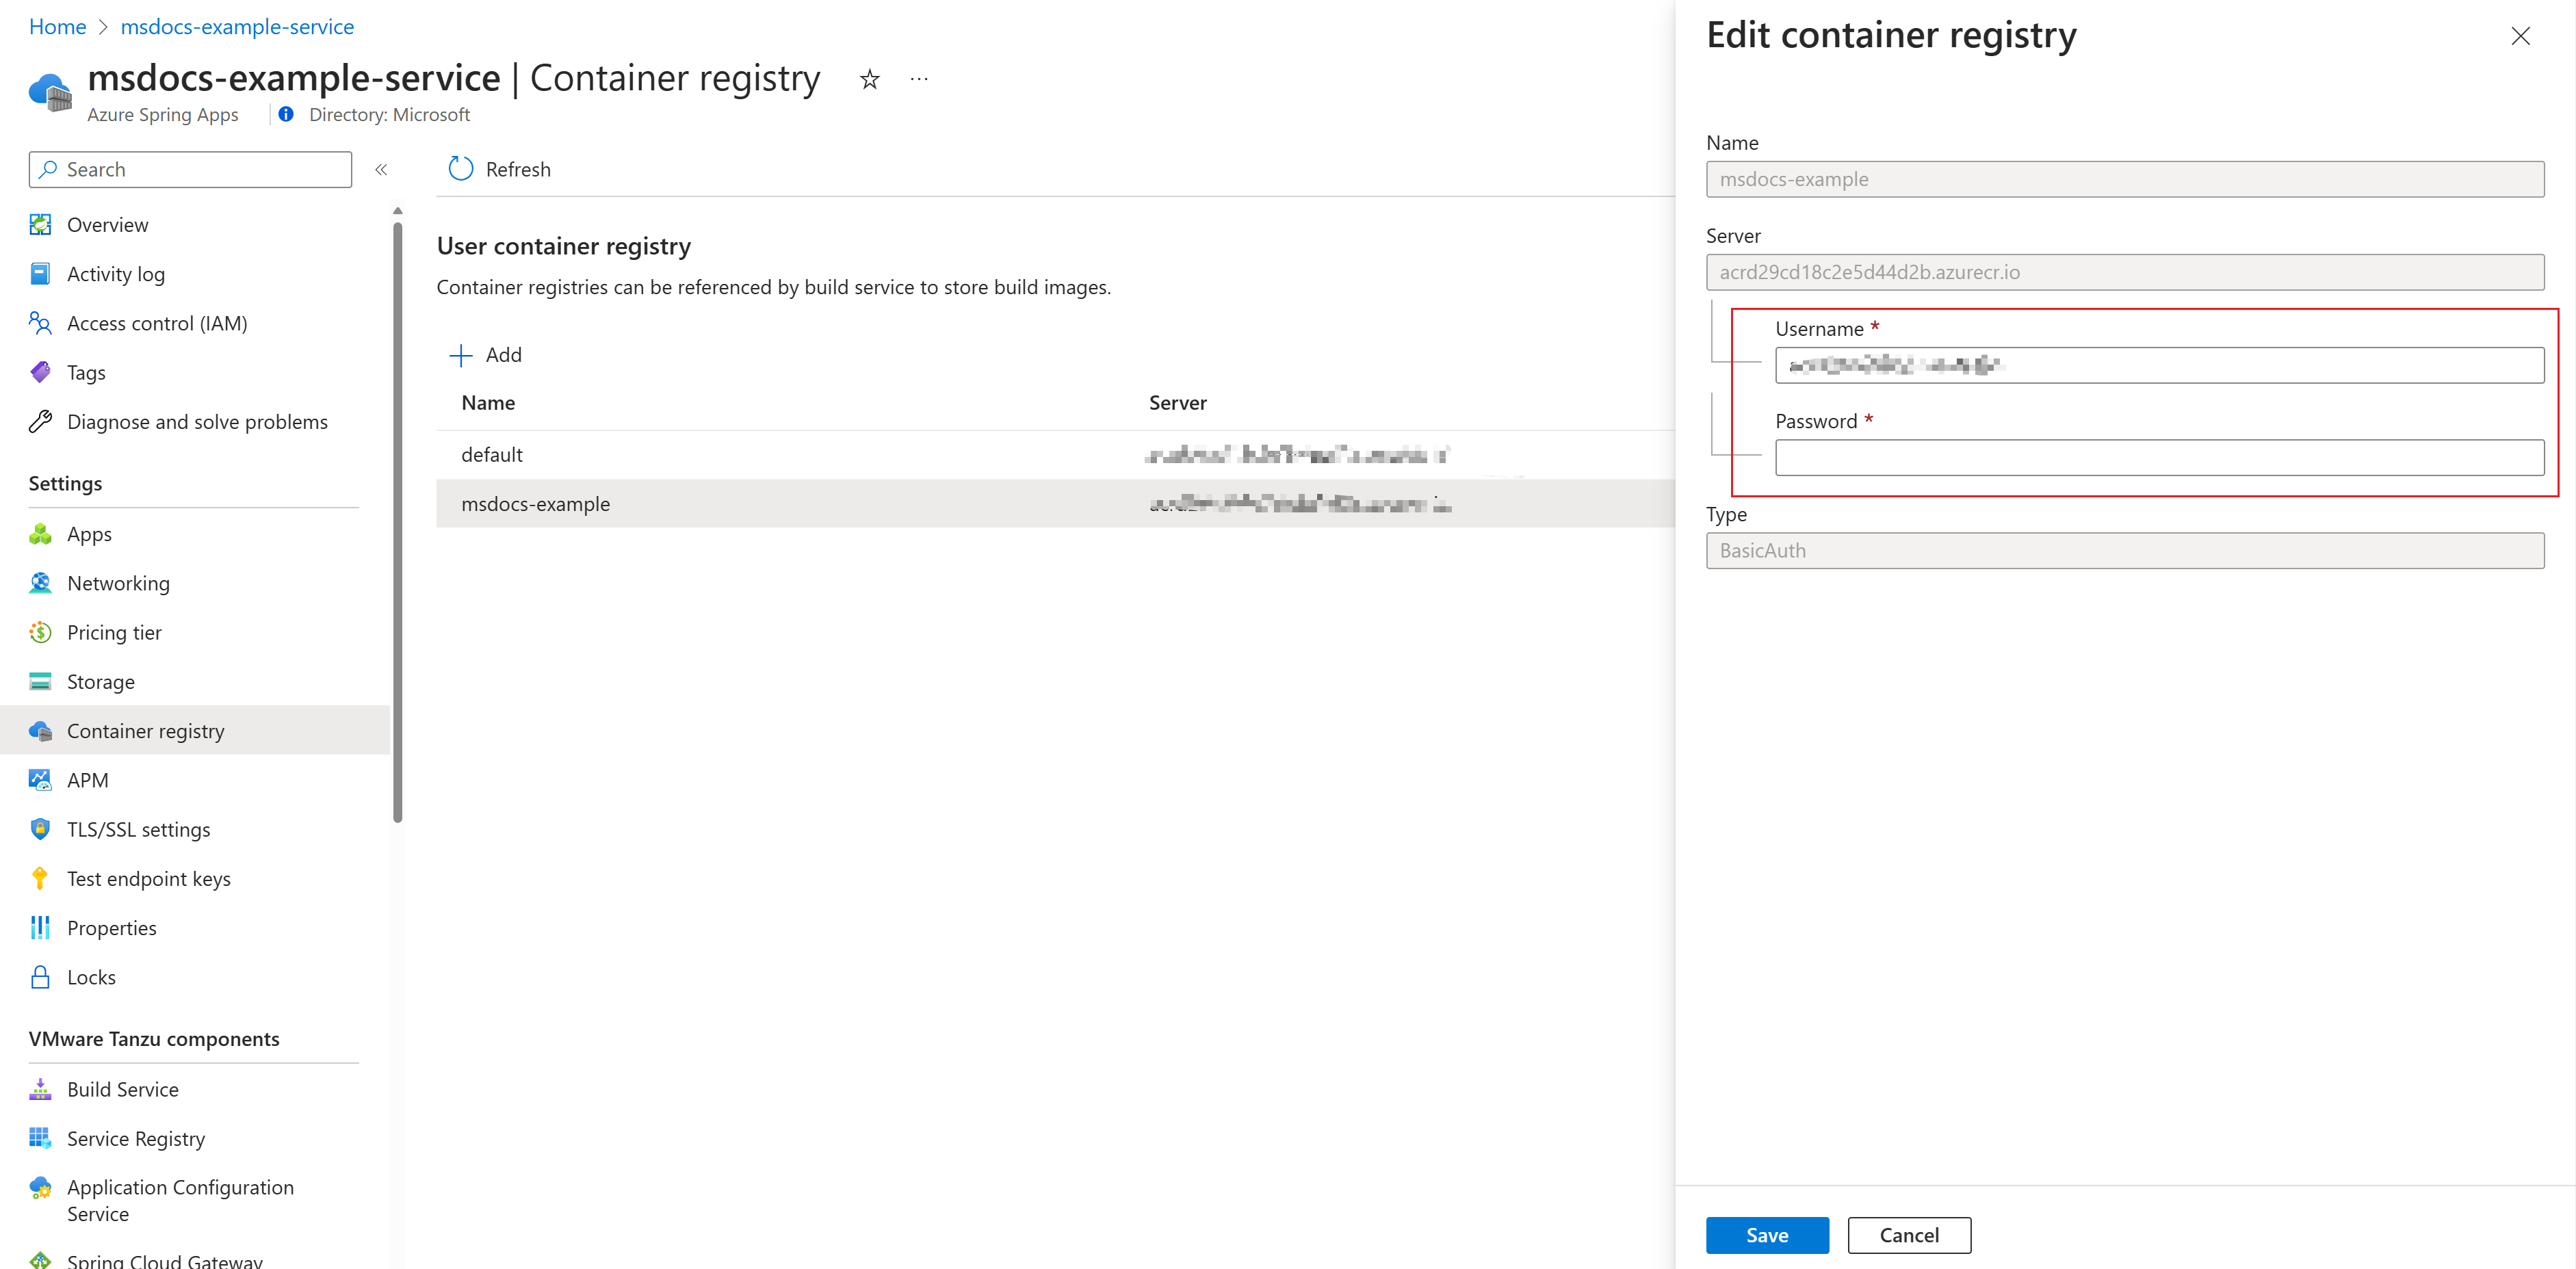 Home > msdocs-example-service
msdocs-example-service | Container registry
Azure Spring Apps
Directory: Microsoft
Search
Overview
Activity log
Access control (IAM)
Tags
Diagnose and solve problems
Settings
Apps
Networking
Pricing tier
Storage
Container registry
APM
TLS/SSL settings
Test endpoint keys
Properties
Locks
VMware Tanzu components
Build Service
Service Registry
Application Configuration
Service
Spring Cloud Gateway
Refresh
User container registry
Container registries can be referenced by build service to store build images.
Add
Name Server
default
msdocs-example
Edit container registry
Name
msdocs-example
Server
acrd29cd18c2e5d44d2b.azurecr.io
Username *
Password *
Type
BasicAuth
Save Cancel